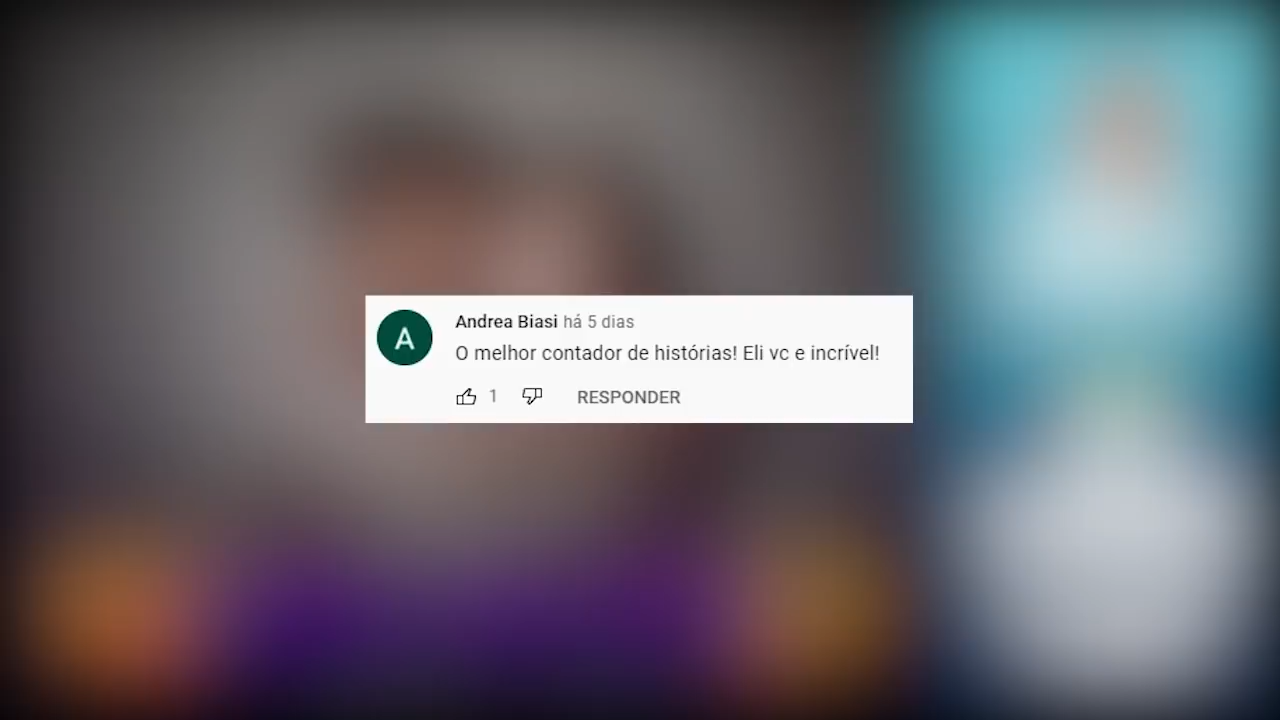 A
Andrea Biasi há 5 dias
O melhor contador de histórias! Eli vc e incrível!
1 RESPONDER